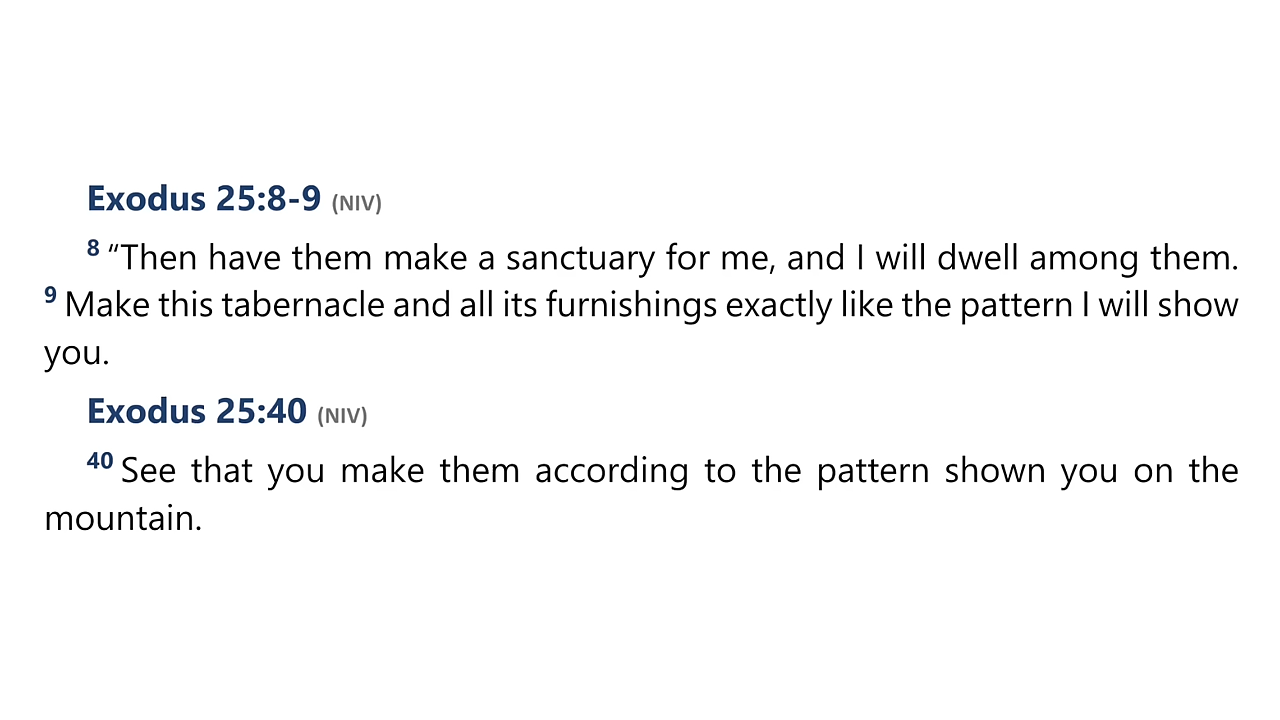 Exodus 25:8-9 (NIV)
8 “Then have them make a sanctuary for me, and I will dwell among them.
9 Make this tabernacle and all its furnishings exactly like the pattern I will show
you.
Exodus 25:40 (NIV)
40 See that you make them according to the pattern shown you on the
mountain.